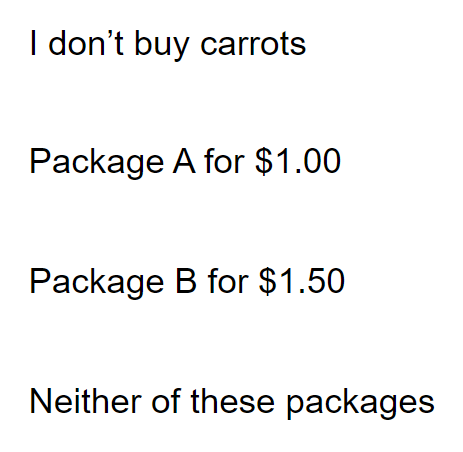 I don’t buy carrots
Package A for $1.00
Package B for $1.50
Neither of these packages